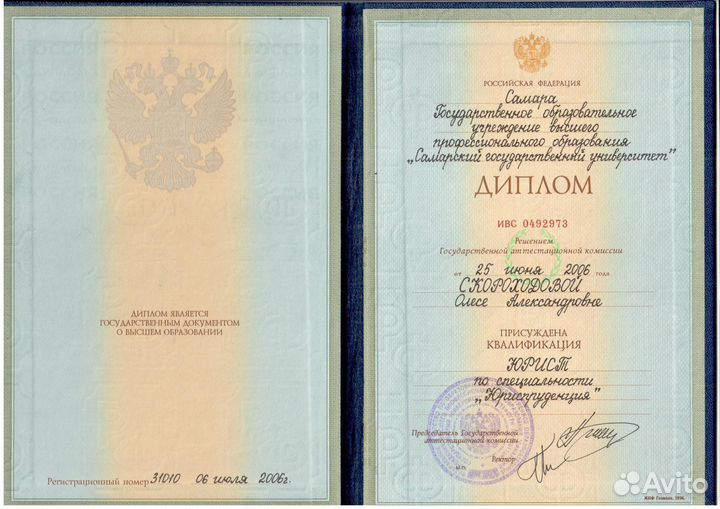 ДИПЛОМ ЯВЛЯЕТСЯ
ГОСУДАРСТВЕННЫМ ДОКУМЕНТОМ
О ВЫСШЕМ ОБРАЗОВАНИИ
Регистрационный номер 31010 06 июля 2006г.
РОССИЙСКАЯ ФЕДЕРАЦИЯ
Самара
Государственное образовательное
учреждение высшего
профессионального образования
„Самарский государственный университет"
ДИПЛОМ
ИВС 0492973
Решением
Государственной аттестационной комиссии
от 25 июня 2006 года
СКОРОХОДОВОЙ
Олесе Александровне
ПРИСУЖДЕНА
КВАЛИФИКАЦИЯ
ЮРИСТ
по специальности
„Юриспруденция"
Председатель Государственной
аттестационной комиссии
Ректор
М.П.
Avito